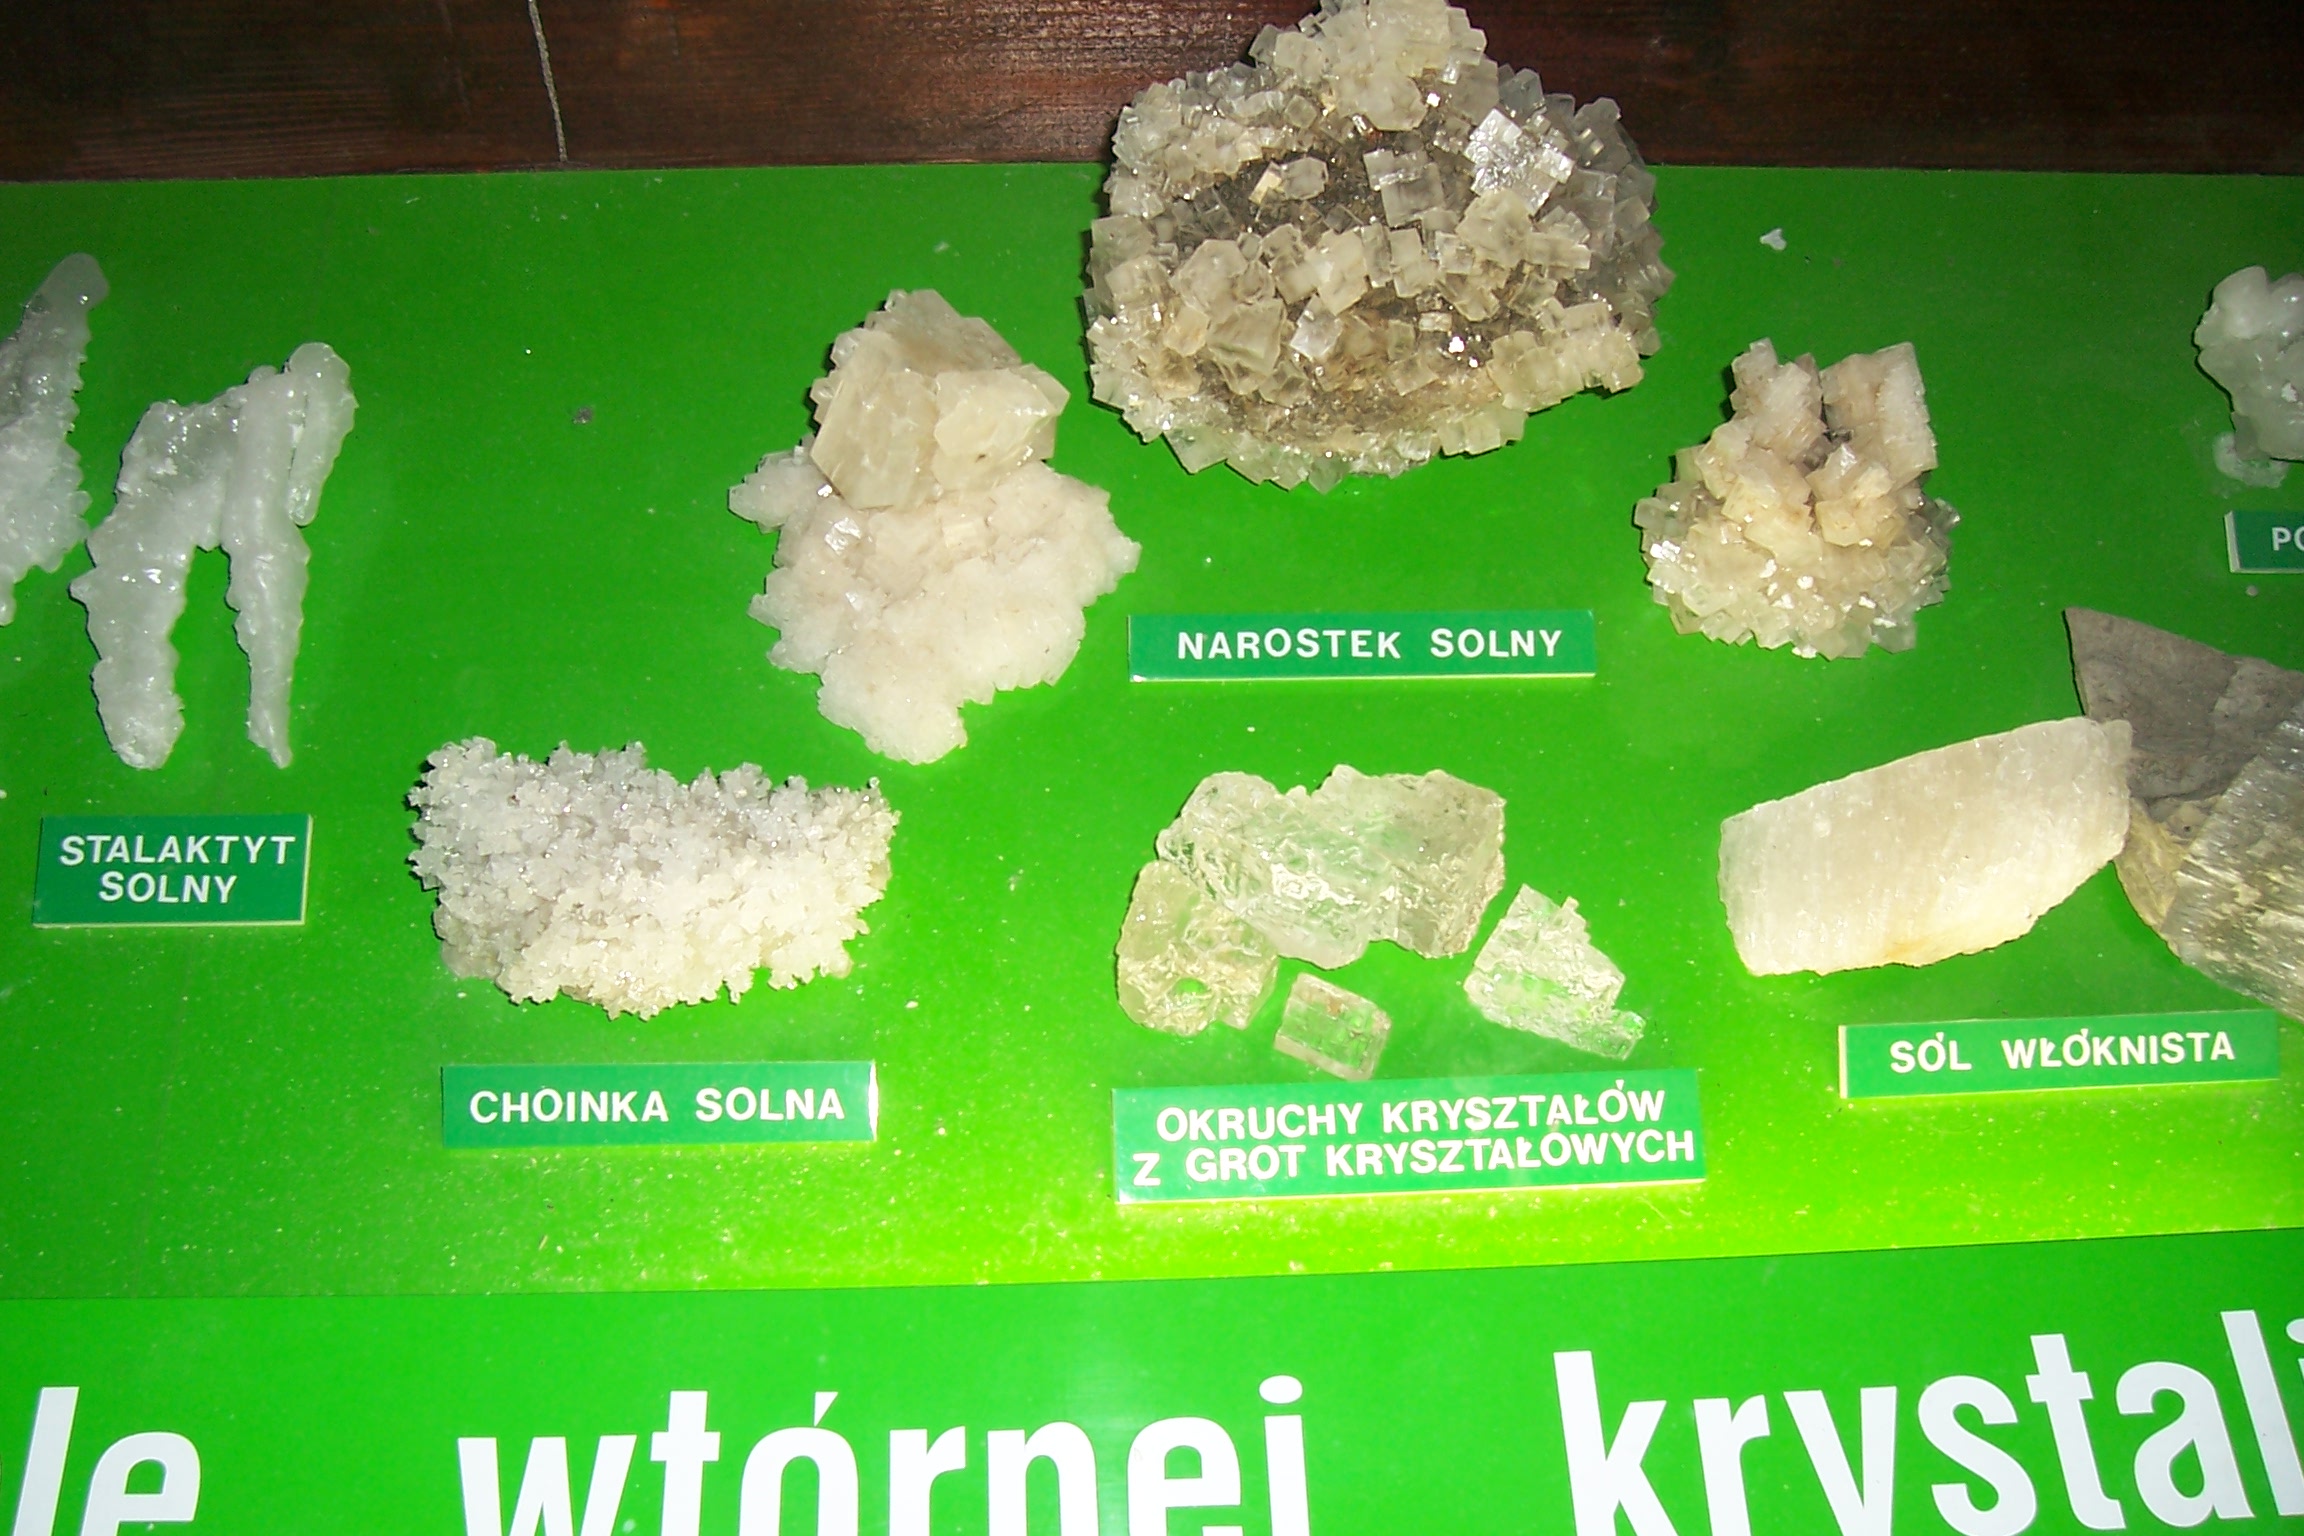 NAROSTEK SOLNY
STALAKTYT
SOLNY
CHOINKA SOLNA
OKRUCHY KRYSZTAŁÓW
Z GROT KRYSZTAŁOWYCH
SÓL WŁÓKNISTA
wtórnej